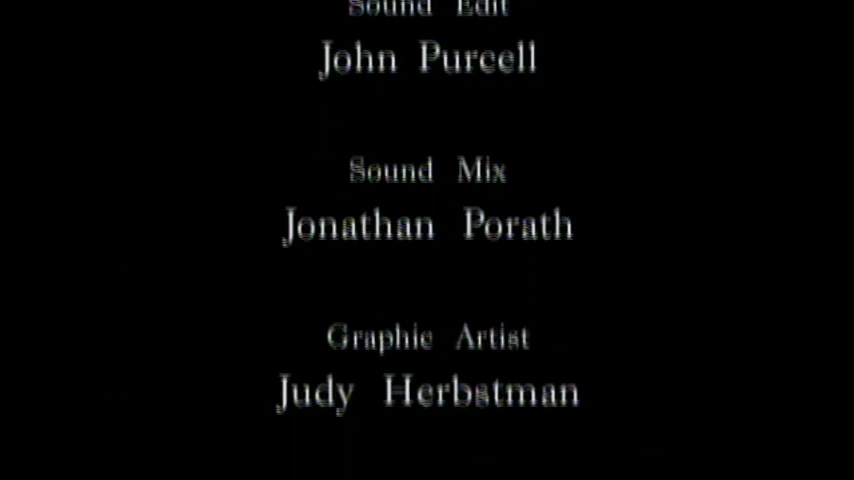 Sound Edit
John Purcell
Sound Mix
Jonathan Porath
Graphic Artist
Judy Herbstman